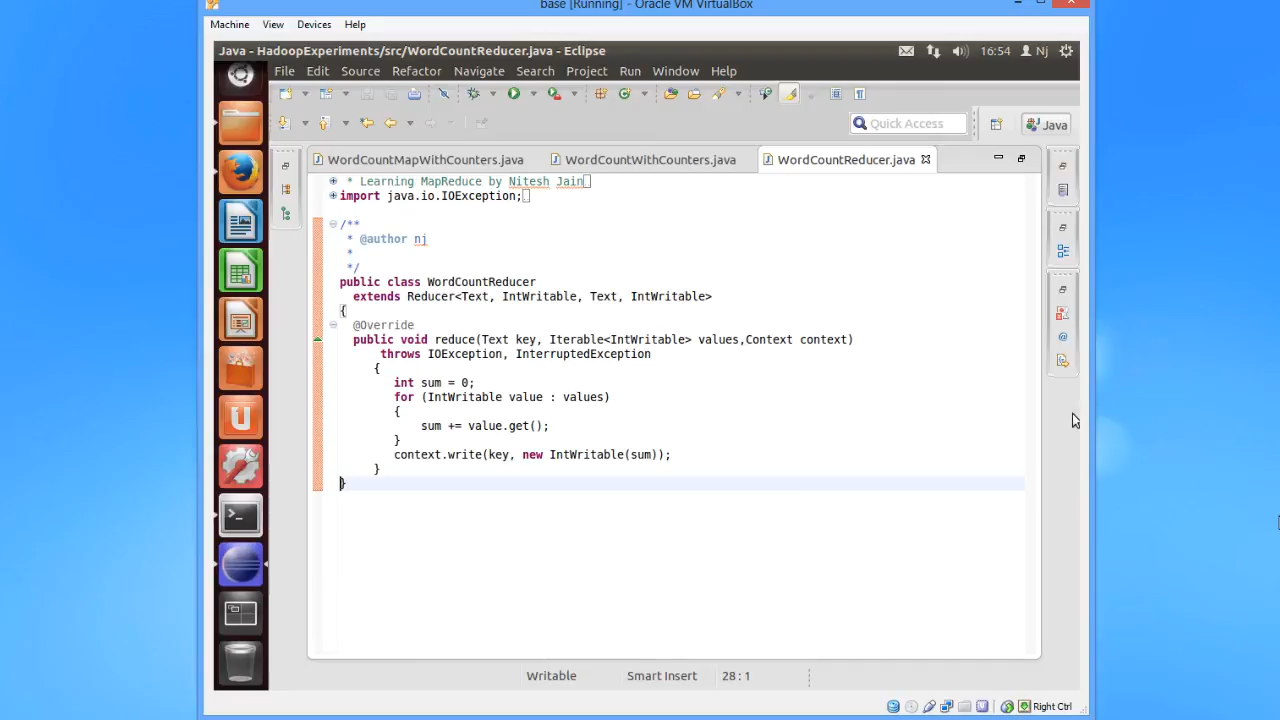 base [Running] - Oracle VM VirtualBox
Machine View Devices Help
Java - HadoopExperiments/src/WordCountReducer.java - Eclipse
16:54 Nj
File Edit Source Refactor Navigate Search Project Run Window Help
Quick Access
Java
WordCountMapWithCounters.java
WordCountWithCounters.java
WordCountReducer.java
* Learning MapReduce by Nitesh Jain
import java.io.IOException;
/**
* @author nj
*
*/
public class WordCountReducer
extends Reducer<Text, IntWritable, Text, IntWritable>
{
@Override
public void reduce(Text key, Iterable<IntWritable> values,Context context)
throws IOException, InterruptedException
{
int sum = 0;
for (IntWritable value : values)
{
sum += value.get();
}
context.write(key, new IntWritable(sum));
}
}
Writable
Smart Insert
28 : 1
Right Ctrl